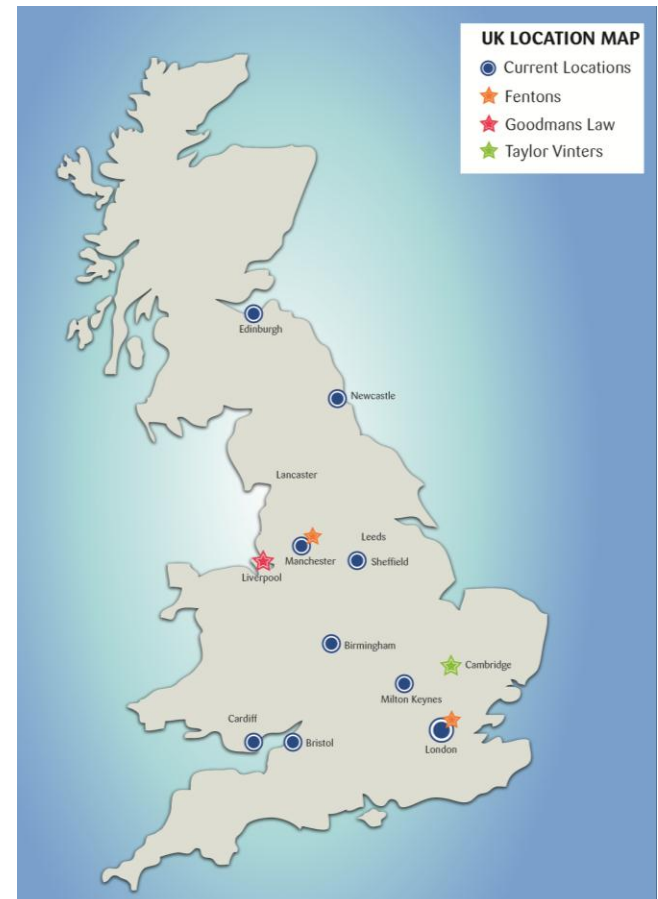 UK LOCATION MAP
Current Locations
Fentons
Goodmans Law
Taylor Vinters
Edinburgh
Newcastle
Lancaster
Leeds
Manchester
Sheffield
Liverpool
Birmingham
Cambridge
Milton Keynes
Cardiff
Bristol
London